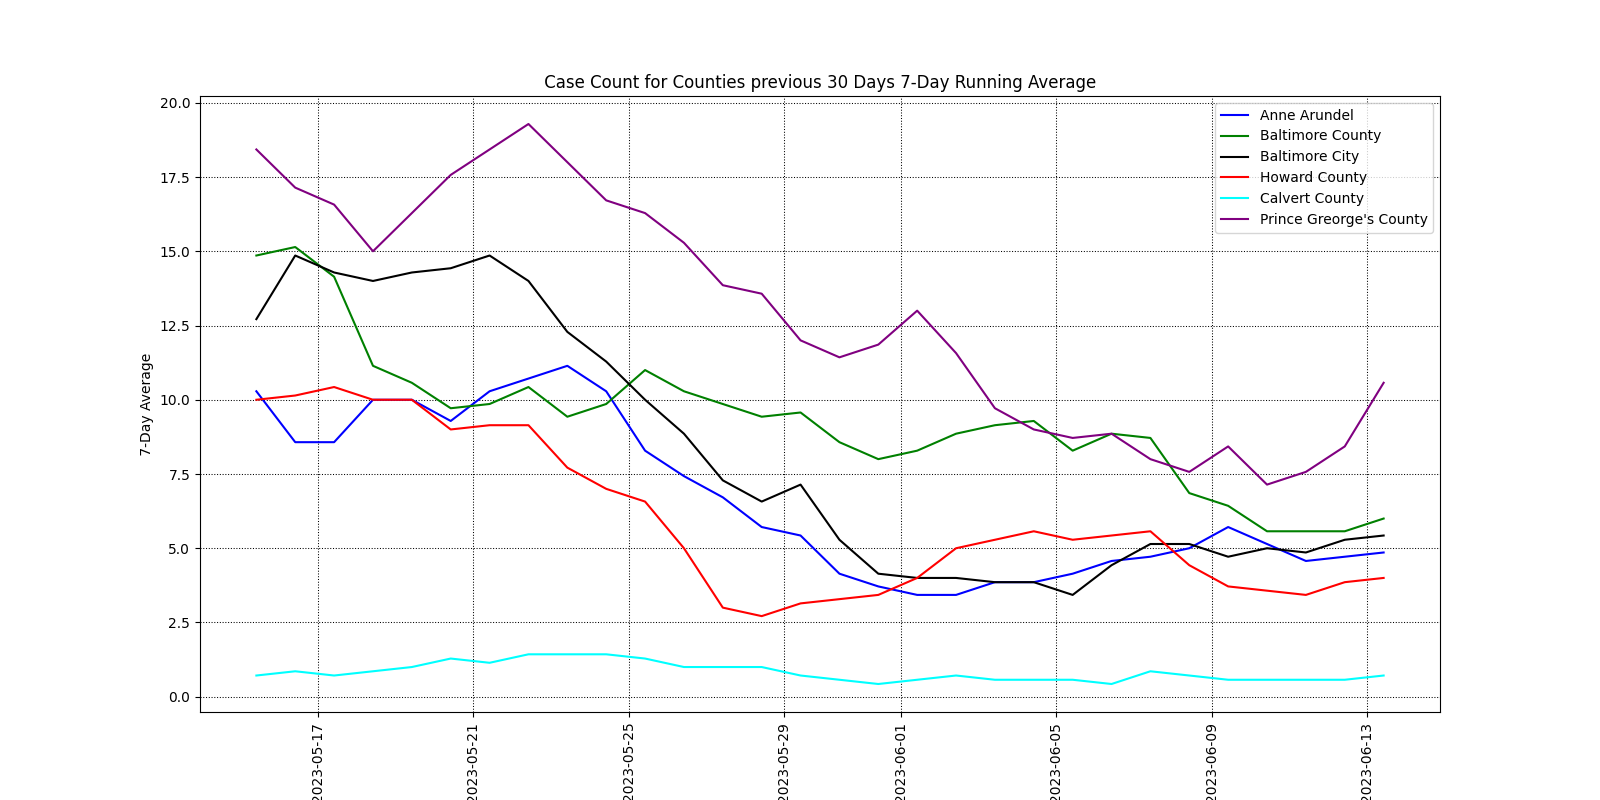 Case Count for Counties previous 30 Days 7-Day Running Average
Anne Arundel
Baltimore County
Baltimore City
Howard County
Calvert County
Prince Greorge's County
7-Day Average
20.0
17.5
15.0
12.5
10.0
7.5
5.0
2.5
0.0
2023-05-17
2023-05-21
2023-05-25
2023-05-29
2023-06-01
2023-06-05
2023-06-09
2023-06-13